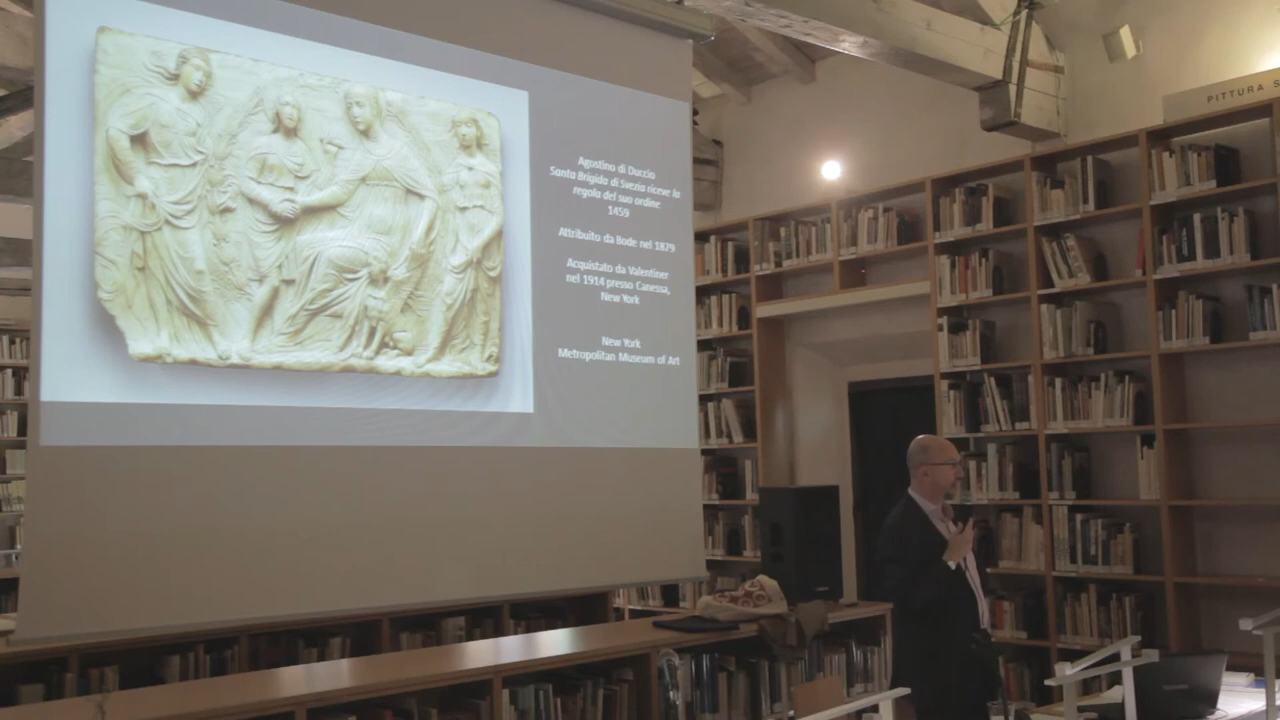 Agostino di Duccio
Santa Brigida di Svezia riceve la
regola del suo ordine
1459
Attribuito da Bode nel 1879
Acquistato da Valentiner
nel 1914 presso Canessa,
New York
New York
Metropolitan Museum of Art
PITTURA